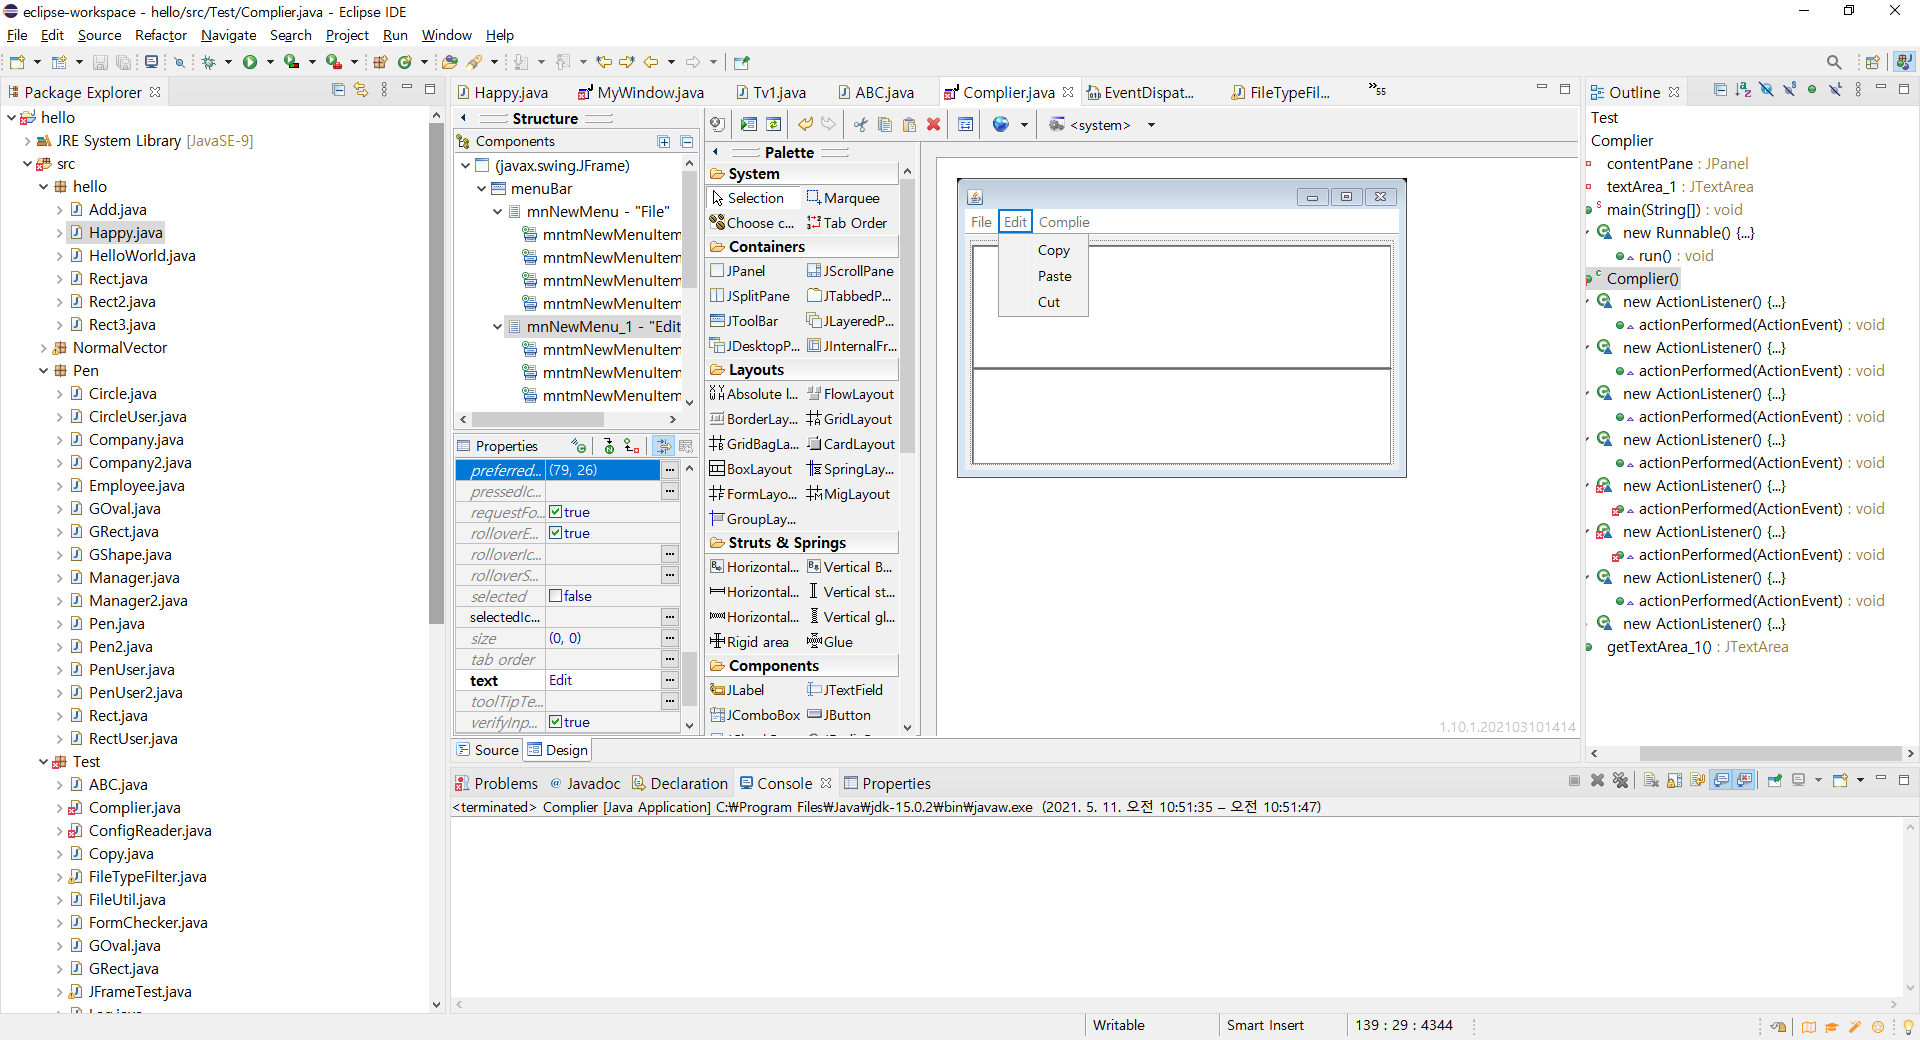 eclipse-workspace - hello/src/Test/Complier.java - Eclipse IDE
File Edit Source Refactor Navigate Search Project Run Window Help
Package Explorer
hello
JRE System Library [JavaSE-9]
src
hello
Add.java
Happy.java
HelloWorld.java
Rect.java
Rect2.java
Rect3.java
NormalVector
Pen
Circle.java
CircleUser.java
Company.java
Company2.java
Employee.java
GOval.java
GRect.java
GShape.java
Manager.java
Manager2.java
Pen.java
Pen2.java
PenUser.java
PenUser2.java
Rect.java
RectUser.java
Test
ABC.java
Complier.java
ConfigReader.java
Copy.java
FileTypeFilter.java
FileUtil.java
FormChecker.java
GOval.java
GRect.java
JFrameTest.java
Happy.java MyWindow.java Tv1.java ABC.java Complier.java EventDispat... FileTypeFil... »55
Structure
Components
(javax.swing.JFrame)
menuBar
mnNewMenu - "File"
mntmNewMenuItem
mntmNewMenuItem
mntmNewMenuItem
mntmNewMenuItem
mnNewMenu_1 - "Edit
mntmNewMenuItem
mntmNewMenuItem
mntmNewMenuItem
Properties
preferred... (79, 26)
pressedIc...
requestFo... true
rolloverE... true
rolloverIc...
rolloverS...
selected false
selectedIc...
size (0, 0)
tab order
text Edit
toolTipTe...
verifyInp... true
<system>
Palette
System
Selection Marquee
Choose c... Tab Order
Containers
JPanel JScrollPane
JSplitPane JTabbedP...
JToolBar JLayeredP...
JDesktopP... JInternalFr...
Layouts
Absolute l... FlowLayout
BorderLay... GridLayout
GridBagLa... CardLayout
BoxLayout SpringLay...
FormLayo... MigLayout
GroupLay...
Struts & Springs
Horizontal... Vertical B...
Horizontal... Vertical st...
Horizontal... Vertical gl...
Rigid area Glue
Components
JLabel JTextField
JComboBox JButton
File Edit Complie
Copy
Paste
Cut
1.10.1.202103101414
Source Design
Outline
Test
Complier
contentPane : JPanel
textArea_1 : JTextArea
main(String[]) : void
new Runnable() {...}
run() : void
Complier()
new ActionListener() {...}
actionPerformed(ActionEvent) : void
new ActionListener() {...}
actionPerformed(ActionEvent) : void
new ActionListener() {...}
actionPerformed(ActionEvent) : void
new ActionListener() {...}
actionPerformed(ActionEvent) : void
new ActionListener() {...}
actionPerformed(ActionEvent) : void
new ActionListener() {...}
actionPerformed(ActionEvent) : void
new ActionListener() {...}
actionPerformed(ActionEvent) : void
new ActionListener() {...}
getTextArea_1() : JTextArea
Problems Javadoc Declaration Console Properties
<terminated> Complier [Java Application] C:₩Program Files₩Java₩jdk-15.0.2₩bin₩javaw.exe (2021. 5. 11. 오전 10:51:35 – 오전 10:51:47)
Writable Smart Insert 139 : 29 : 4344